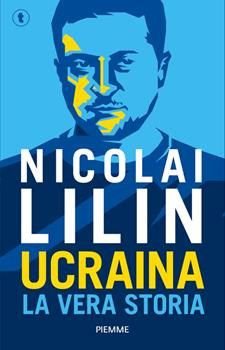 t
NICOLAI
LILIN
UCRAINA
LA VERA STORIA
PIEMME